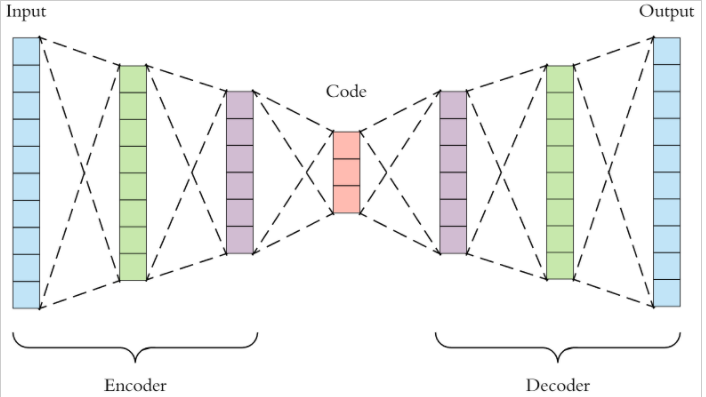 Input
Output
Code
Encoder
Decoder